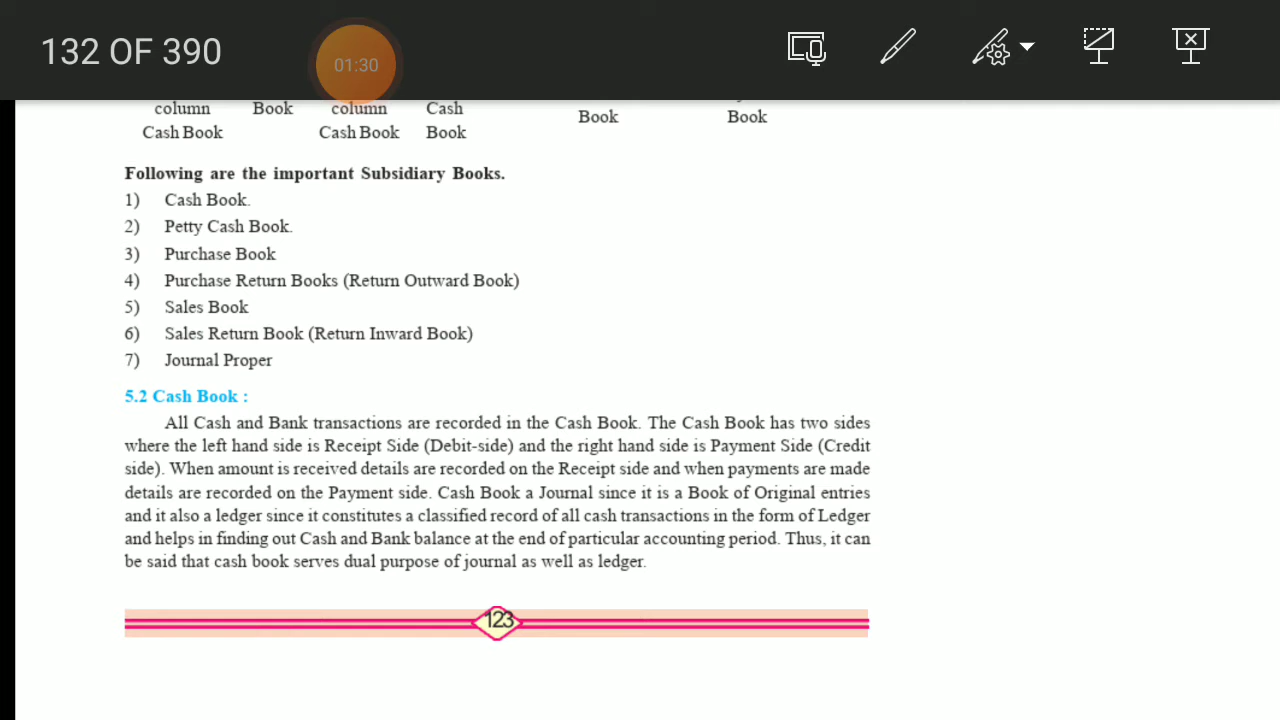 132 OF 390
01:30
column Book column Cash
Book Book
Cash Book Cash Book Book
Following are the important Subsidiary Books.
1) Cash Book.
2) Petty Cash Book.
3) Purchase Book
4) Purchase Return Books (Return Outward Book)
5) Sales Book
6) Sales Return Book (Return Inward Book)
7) Journal Proper
5.2 Cash Book :
All Cash and Bank transactions are recorded in the Cash Book. The Cash Book has two sides
where the left hand side is Receipt Side (Debit-side) and the right hand side is Payment Side (Credit
side). When amount is received details are recorded on the Receipt side and when payments are made
details are recorded on the Payment side. Cash Book a Journal since it is a Book of Original entries
and it also a ledger since it constitutes a classified record of all cash transactions in the form of Ledger
and helps in finding out Cash and Bank balance at the end of particular accounting period. Thus, it can
be said that cash book serves dual purpose of journal as well as ledger.
123